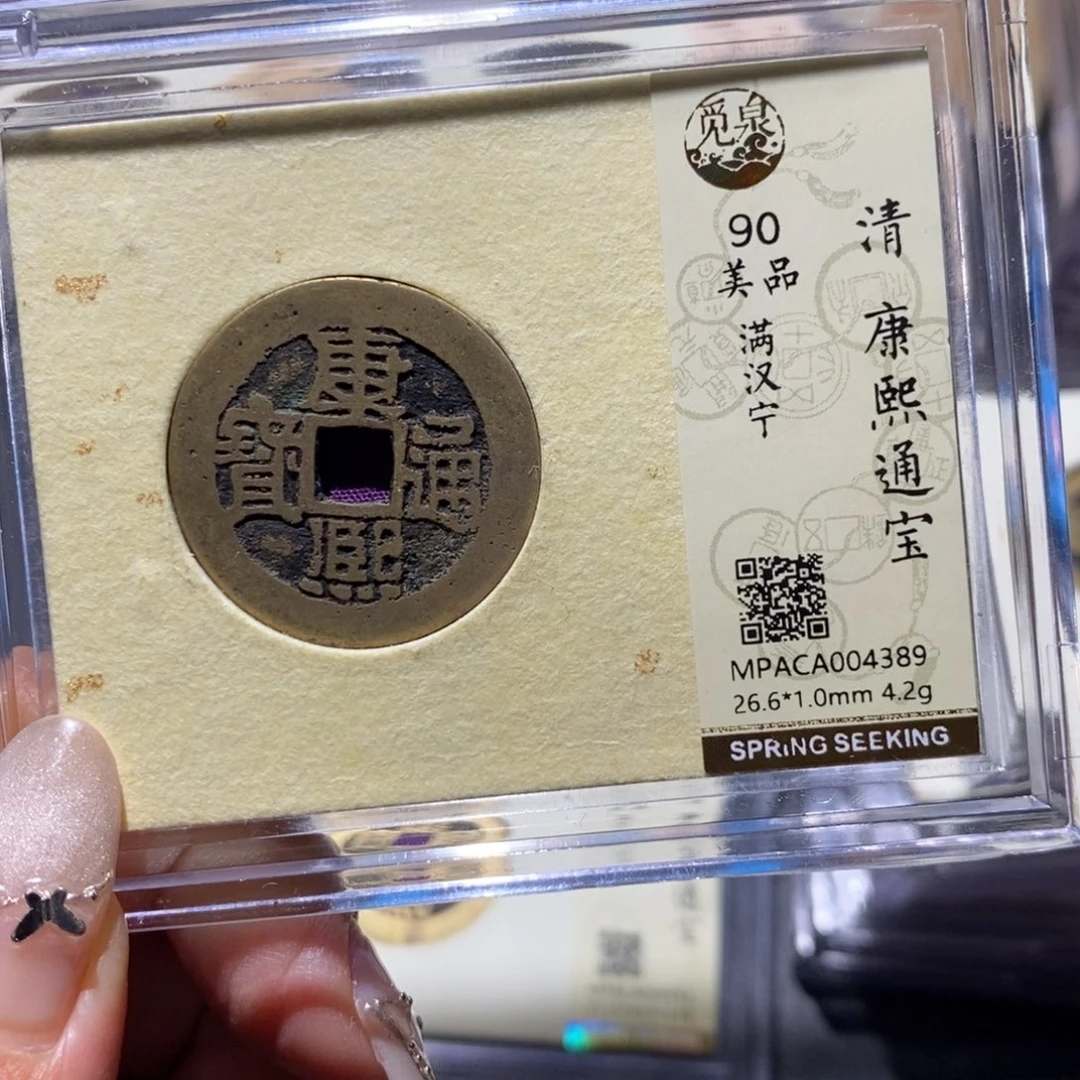 康熙通寳
觅泉
90
美品
满汉宁
清 康熙通宝
MPACA004389
26.6*1.0mm 4.2g
SPRiNG SEEKING